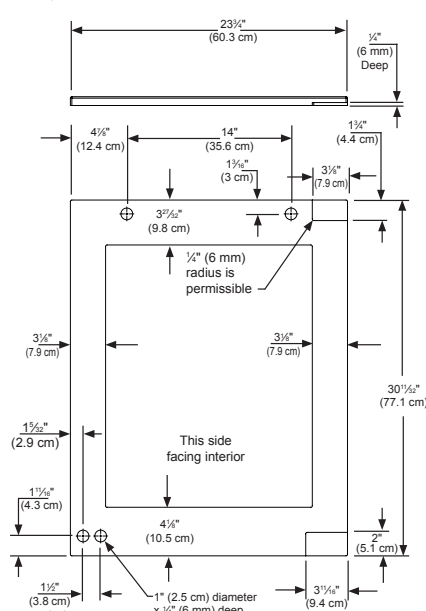 23¾"
(60.3 cm)
¼"
(6 mm)
Deep
4⅞"
(12.4 cm)
14"
(35.6 cm)
1¾"
(4.4 cm)
1³⁄₁₆"
(3 cm)
3⅛"
(7.9 cm)
3²⁷⁄₃₂"
(9.8 cm)
¼" (6 mm)
radius is
permissible
3⅛"
(7.9 cm)
3⅛"
(7.9 cm)
30¹¹⁄₃₂"
(77.1 cm)
1⁵⁄₃₂"
(2.9 cm)
This side
facing interior
1¹¹⁄₁₆"
(4.3 cm)
4⅛"
(10.5 cm)
2"
(5.1 cm)
1½"
(3.8 cm)
1" (2.5 cm) diameter
x ¼" (6 mm) deep
3¹¹⁄₁₆"
(9.4 cm)